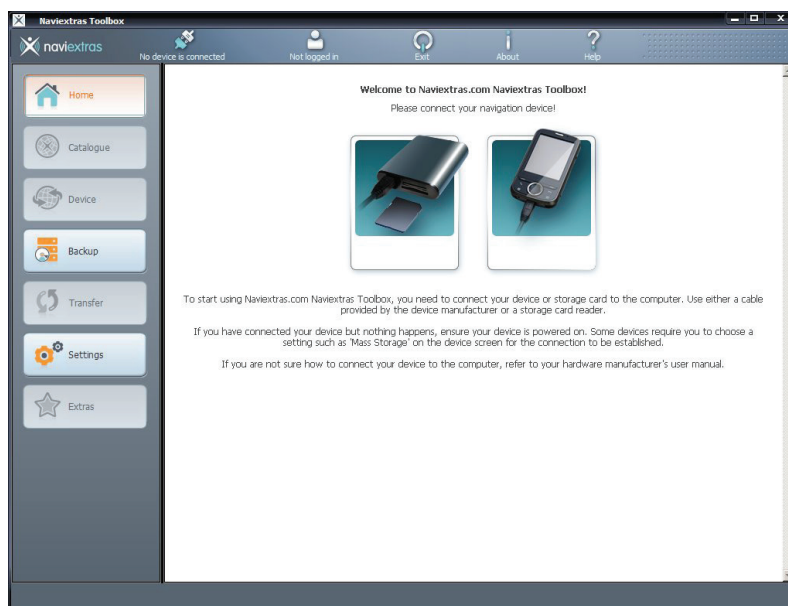 Naviextras Toolbox
naviextras
No device is connected
Not logged in
Exit
About
Help
Home
Catalogue
Device
Backup
Transfer
Settings
Extras
Welcome to Naviextras.com Naviextras Toolbox!
Please connect your navigation device!
To start using Naviextras.com Naviextras Toolbox, you need to connect your device or storage card to the computer. Use either a cable
provided by the device manufacturer or a storage card reader.
If you have connected your device but nothing happens, ensure your device is powered on. Some devices require you to choose a
setting such as 'Mass Storage' on the device screen for the connection to be established.
If you are not sure how to connect your device to the computer, refer to your hardware manufacturer's user manual.